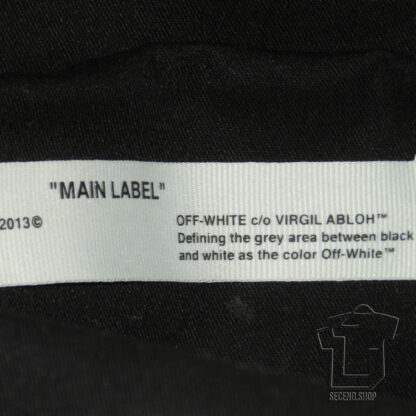 "MAIN LABEL"
2013©
OFF-WHITE c/o VIRGIL ABLOH™
Defining the grey area between black
and white as the color Off-White™
SECEND.SHOP